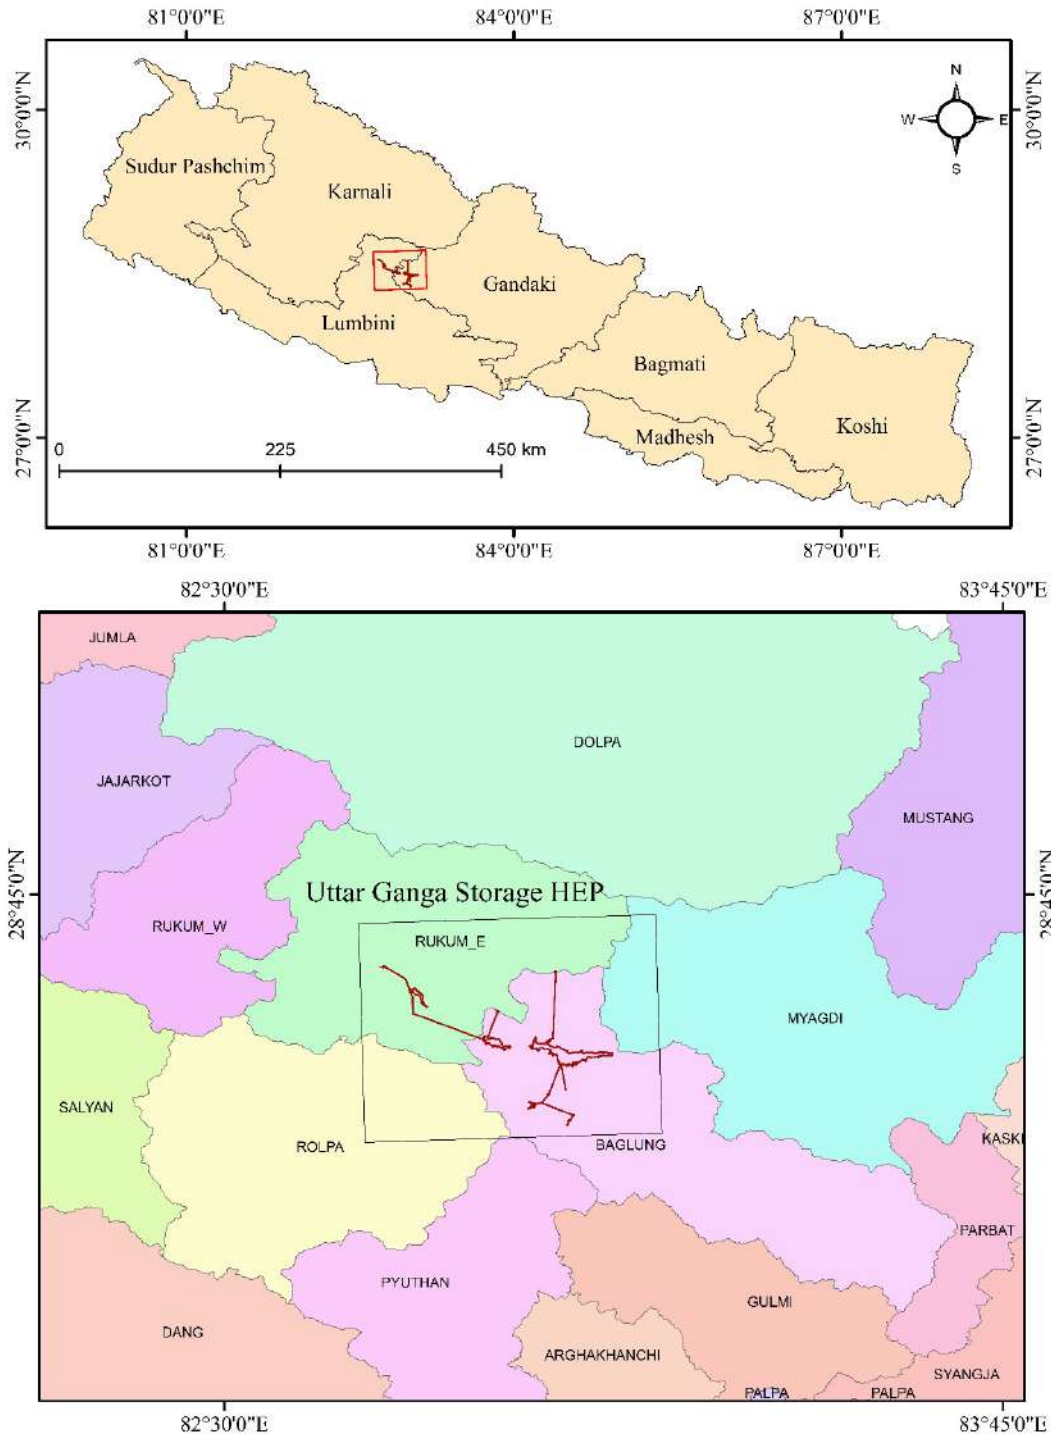 81°0'0"E 84°0'0"E 87°0'0"E
30°0'0"N 30°0'0"N
N
W E
S
Sudur Pashchim
Karnali
Gandaki
Lumbini
Bagmati
Koshi
Madhesh
27°0'0"N 27°0'0"N
0 225 450 km
81°0'0"E 84°0'0"E 87°0'0"E
82°30'0"E 83°45'0"E
JUMLA
DOLPA
JAJARKOT
MUSTANG
28°45'0"N 28°45'0"N
Uttar Ganga Storage HEP
RUKUM_W
RUKUM_E
MYAGDI
SALYAN
ROLPA
BAGLUNG
KASKI
PARBAT
PYUTHAN
GULMI
DANG
ARGHAKHANCHI
SYANGJA
PALPA PALPA
82°30'0"E 83°45'0"E